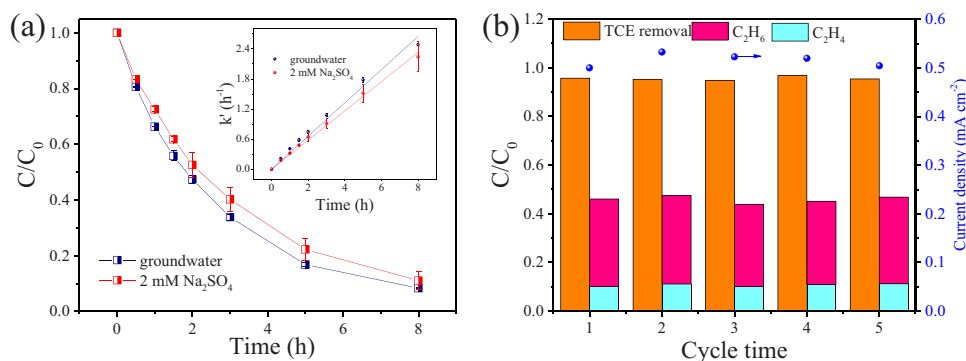 (a)
C/C₀
1.0
0.8
0.6
0.4
0.2
0.0
0 2 4 6 8
Time (h)
groundwater
2 mM Na₂SO₄
k' (h⁻¹)
2.4
1.8
1.2
0.6
0.0
0 2 4 6 8
Time (h)
groundwater
2 mM Na₂SO₄
(b)
C/C₀
1.2
1.0
0.8
0.6
0.4
0.2
0.0
1 2 3 4 5
Cycle time
TCE removal C₂H₆ C₂H₄
0.6
0.5
0.4
0.3
0.2
0.1
0.0
Current density (mA cm⁻²)